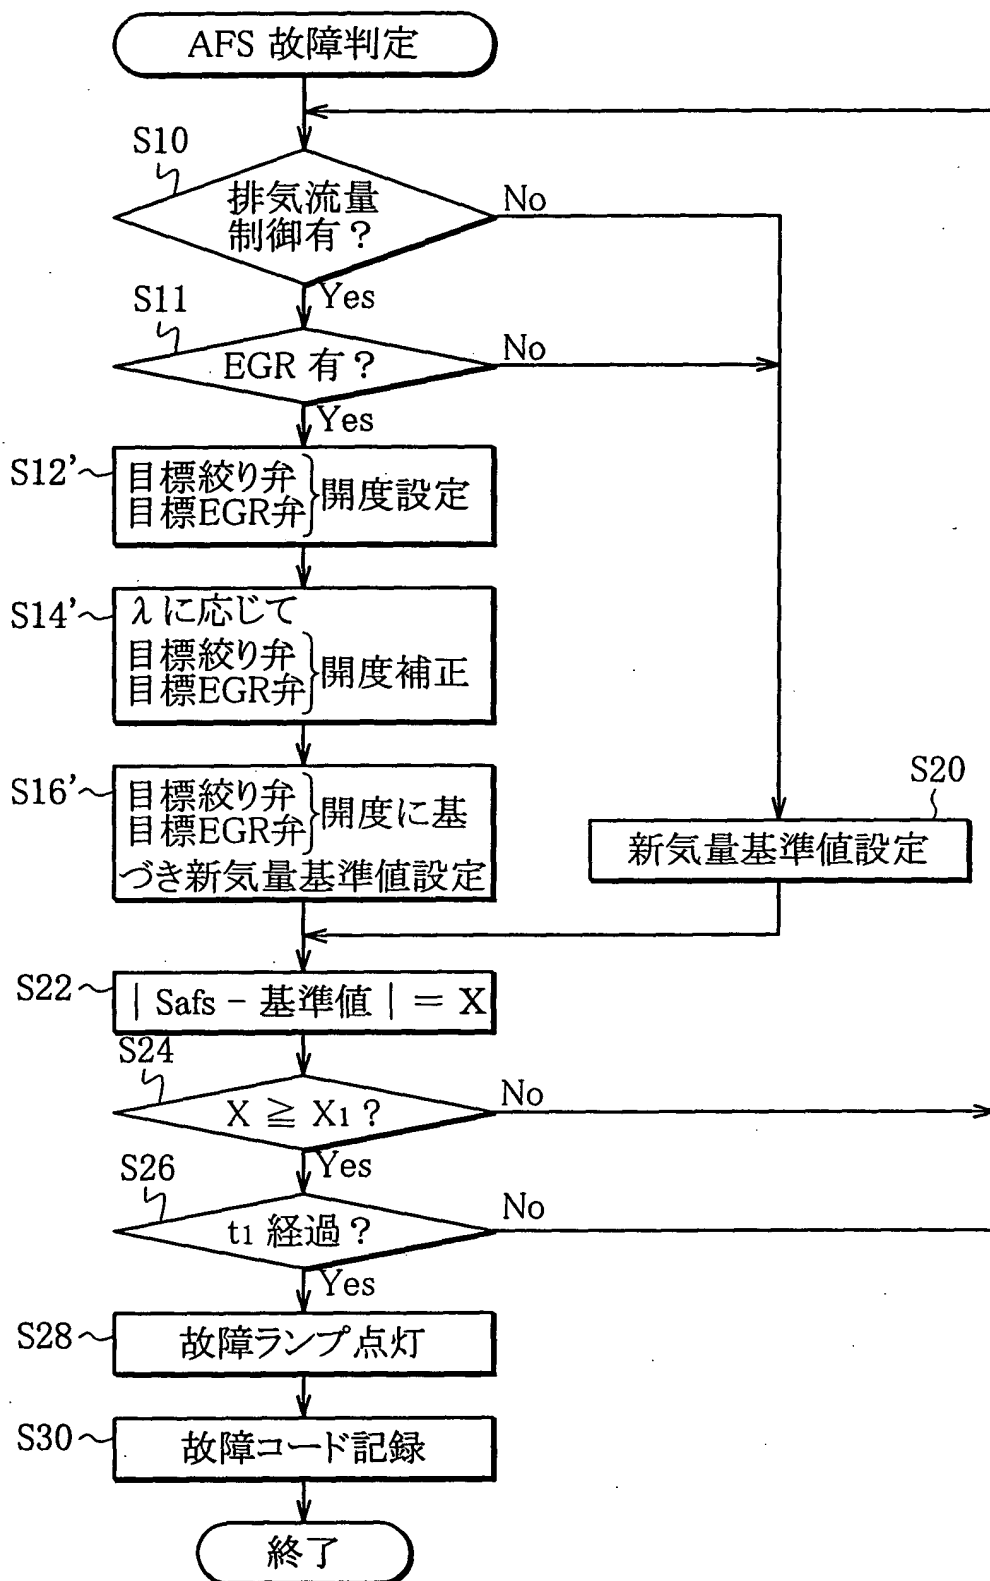 AFS 故障判定
S10
排気流量
制御有？
No
Yes
S11
EGR 有？
No
Yes
S12’
目標絞り弁
目標EGR弁
開度設定
S14’
λ に応じて
目標絞り弁
目標EGR弁
開度補正
S16’
目標絞り弁
目標EGR弁
開度に基
づき新気量基準値設定
S20
新気量基準値設定
S22
| Safs − 基準値 | = X
S24
X ≧ X1 ?
No
Yes
S26
t1 経過？
No
Yes
S28
故障ランプ点灯
S30
故障コード記録
終了